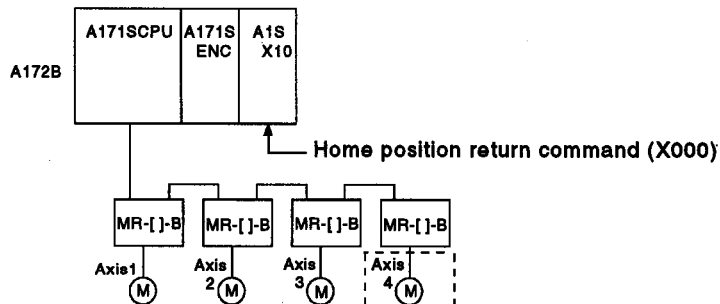 A171SCPU
A171S
ENC
A1S
X10
A172B
Home position return command (X000)
MR-[ ]-B
MR-[ ]-B
MR-[ ]-B
MR-[ ]-B
Axis1
M
Axis
2
M
Axis
3
M
Axis
4
M